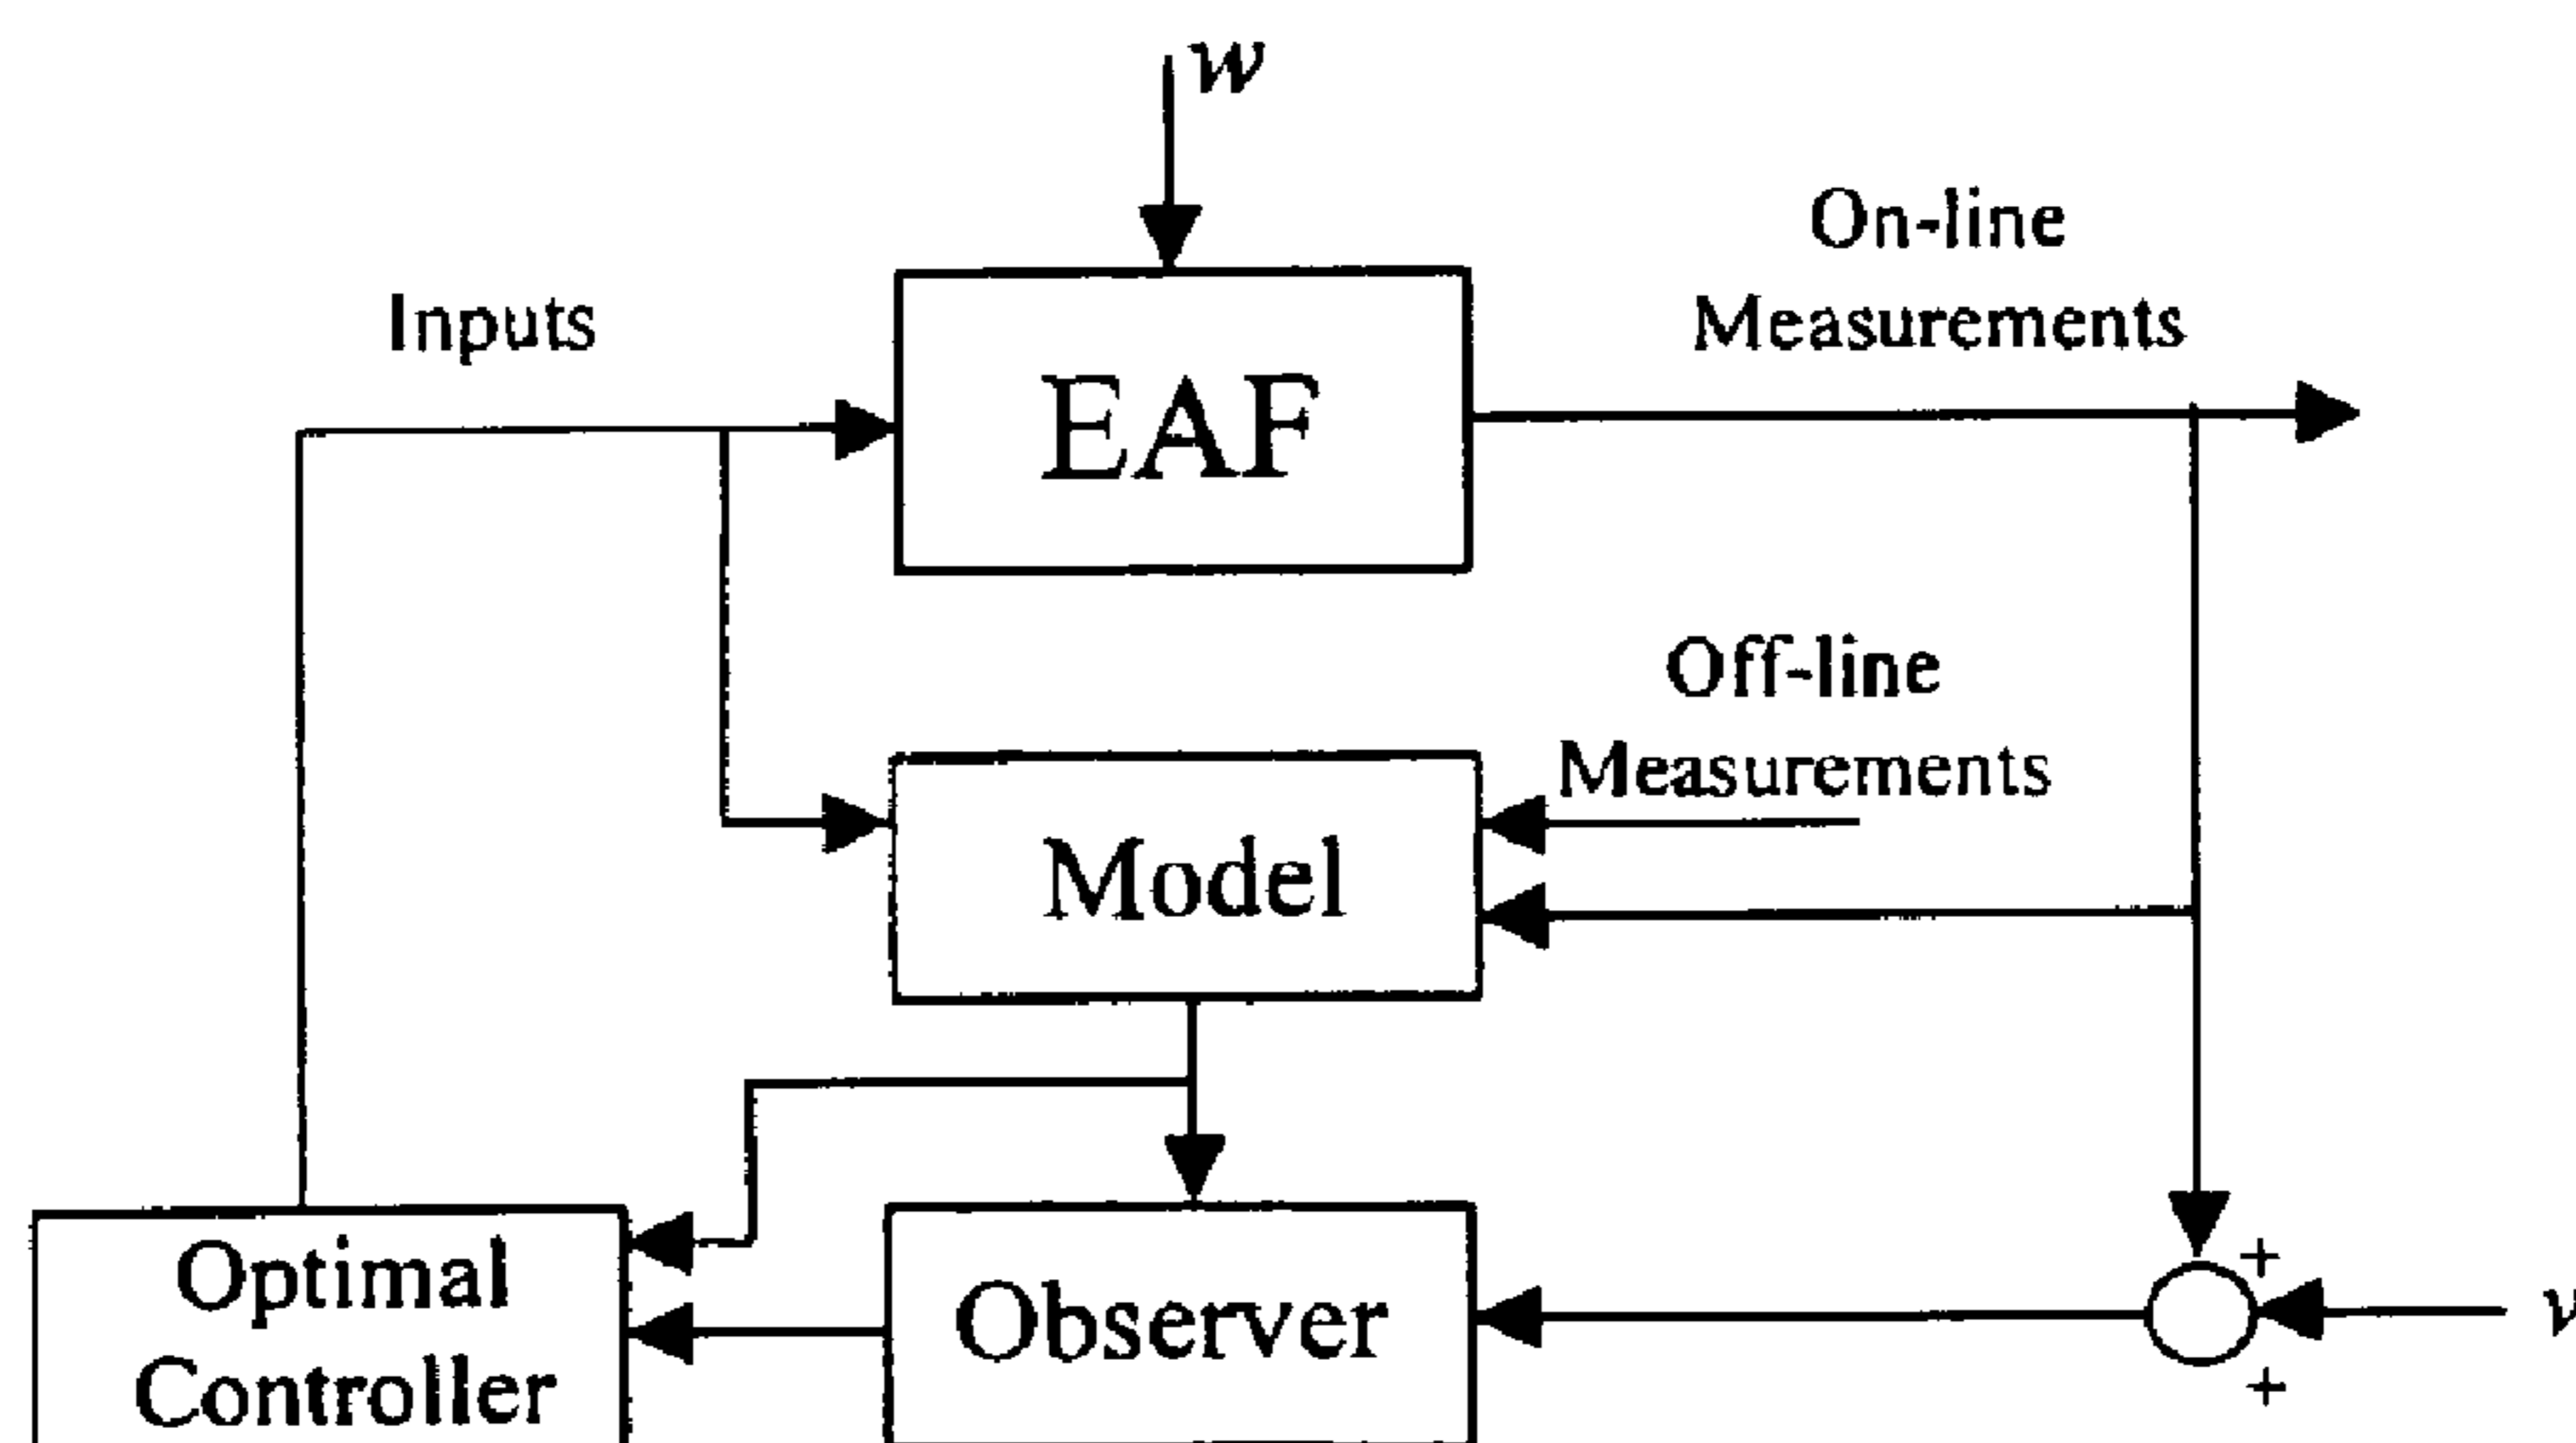 w
On-line
Measurements
Inputs
EAF
Off-line
Measurements
Model
Optimal
Controller
Observer
+
v
+